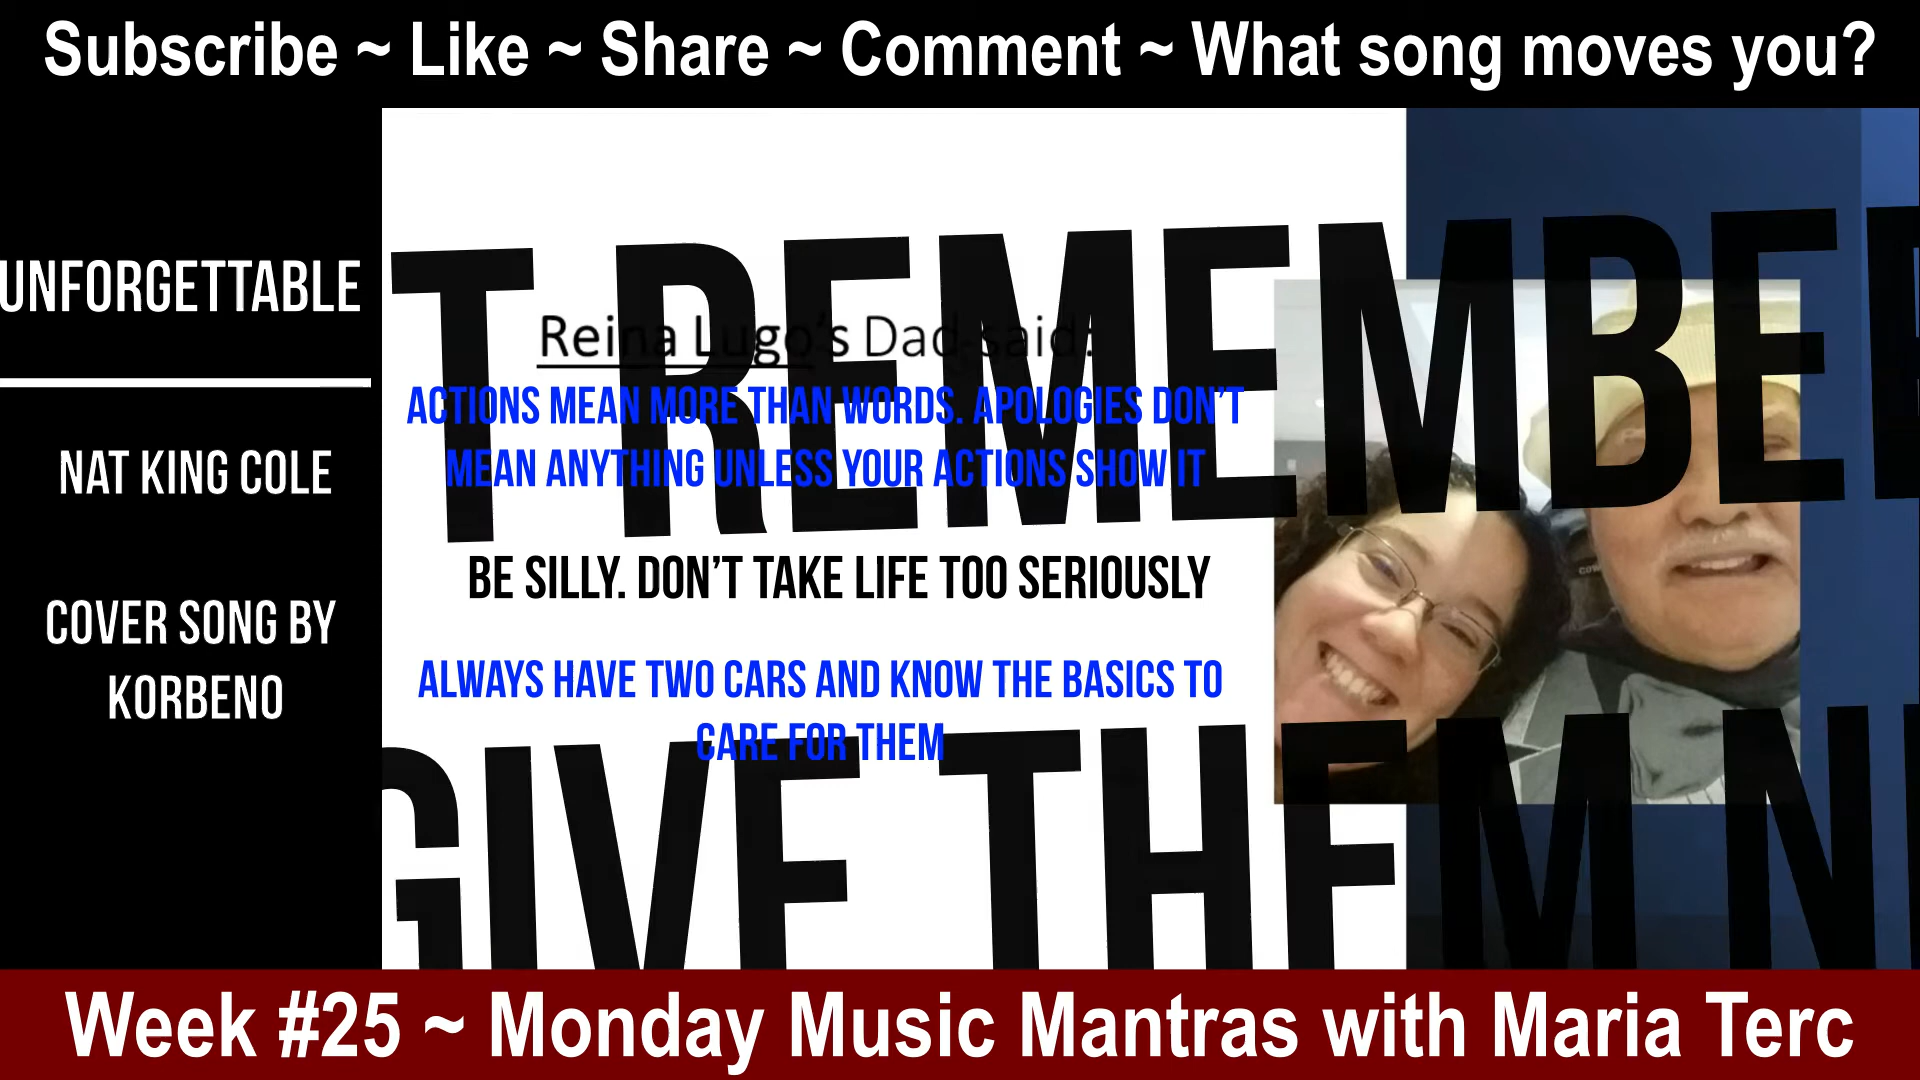 Subscribe ~ Like ~ Share ~ Comment ~ What song moves you?
UNFORGETTABLE
NAT KING COLE
COVER SONG BY
KORBENO
T REMEMBER
Reina Lugo's Dad said:
ACTIONS MEAN MORE THAN WORDS. APOLOGIES DON'T
MEAN ANYTHING UNLESS YOUR ACTIONS SHOW IT
BE SILLY. DON'T TAKE LIFE TOO SERIOUSLY
ALWAYS HAVE TWO CARS AND KNOW THE BASICS TO
CARE FOR THEM
GIVE THEM
Week #25 ~ Monday Music Mantras with Maria Terc